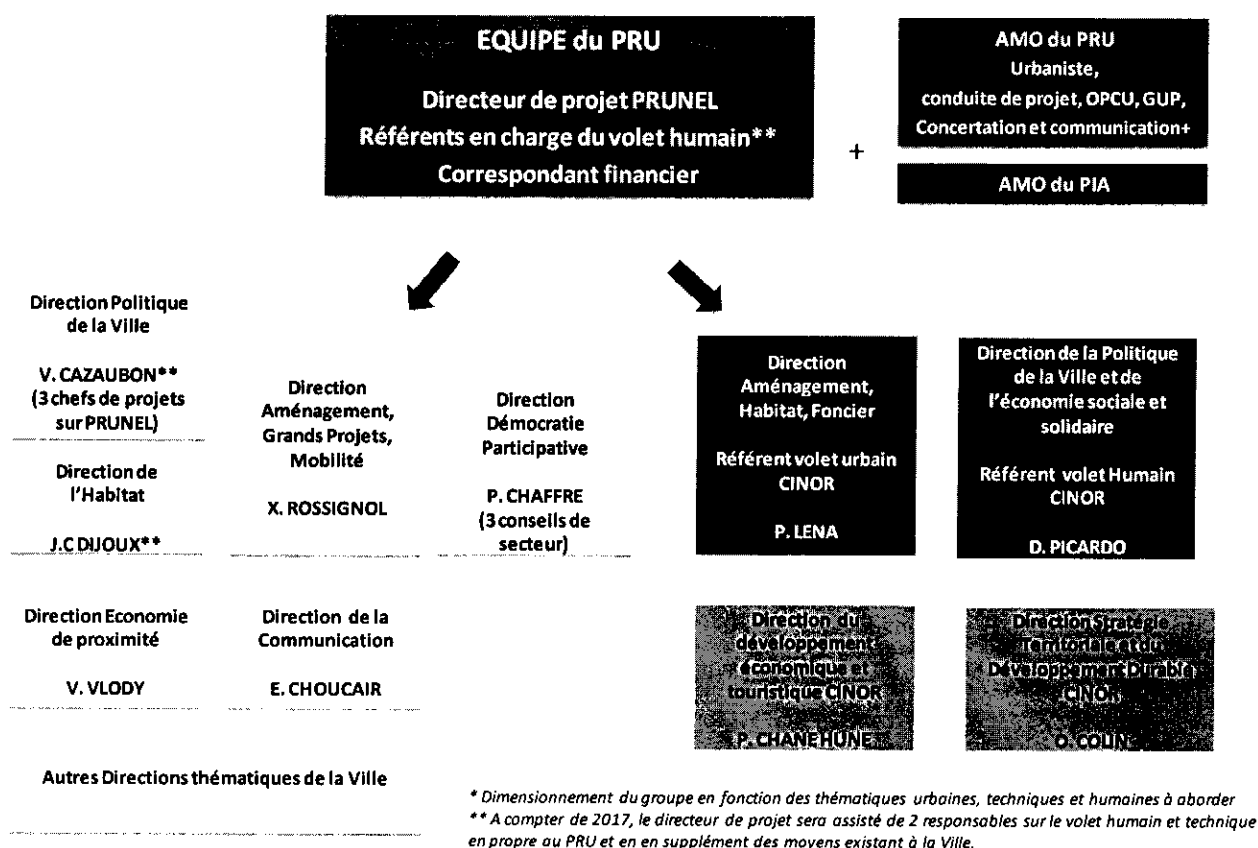 EQUIPE du PRU
Directeur de projet PRUNEL
Référents en charge du volet humain**
Correspondant financier
+
AMO du PRU
Urbaniste,
conduite de projet, OPCU, GUP,
Concertation et communication+
AMO du PIA
Direction Politique
de la Ville
V. CAZAUBON**
(3 chefs de projets
sur PRUNEL)
Direction de
l'Habitat
J.C DIJOUX**
Direction
Aménagement,
Grands Projets,
Mobilité
X. ROSSIGNOL
Direction
Démocratie
Participative
P. CHAFFRE
(3 conseils de
secteur)
Direction
Aménagement,
Habitat, Foncier
Référent volet urbain
CINOR
P. LENA
Direction de la Politique
de la Ville et de
l'économie sociale et
solidaire
Référent volet Humain
CINOR
D. PICARDO
Direction Economie
de proximité
V. VLODY
Direction de la
Communication
E. CHOUCAIR
Direction du
développement
économique et
touristique CINOR
P. CHANE HUNE
Direction Stratégie
Territoriale et du
Développement Durable
CINOR
O. COLIN
Autres Directions thématiques de la Ville
* Dimensionnement du groupe en fonction des thématiques urbaines, techniques et humaines à aborder
** A compter de 2017, le directeur de projet sera assisté de 2 responsables sur le volet humain et technique
en propre au PRU et en en supplément des moyens existant à la Ville.